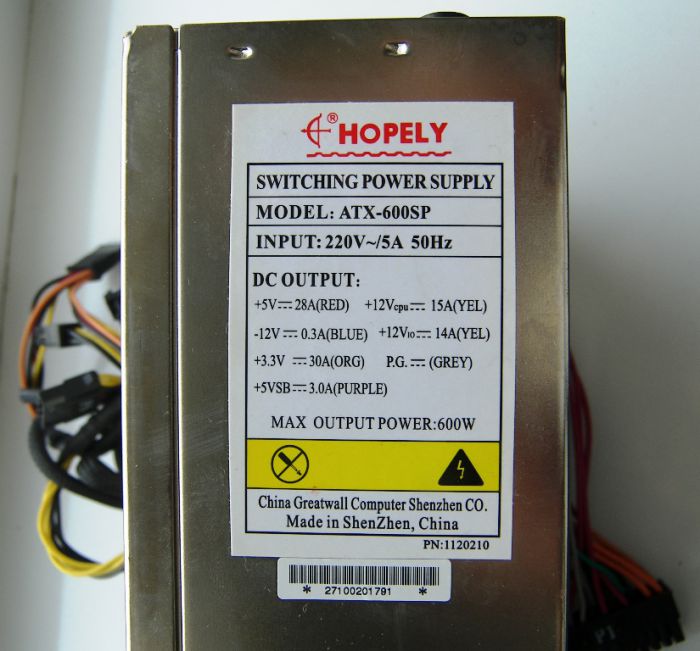 ® HOPELY
SWITCHING POWER SUPPLY
MODEL: ATX-600SP
INPUT: 220V~/5A 50Hz
DC OUTPUT:
+5V⎓28A(RED) +12Vcpu⎓ 15A(YEL)
-12V⎓ 0.3A(BLUE) +12VIO⎓ 14A(YEL)
+3.3V ⎓30A(ORG) P.G.⎓ (GREY)
+5VSB⎓3.0A(PURPLE)
MAX OUTPUT POWER:600W
China Greatwall Computer Shenzhen CO.
Made in ShenZhen, China
PN:1120210
* 27100201791 *
P1